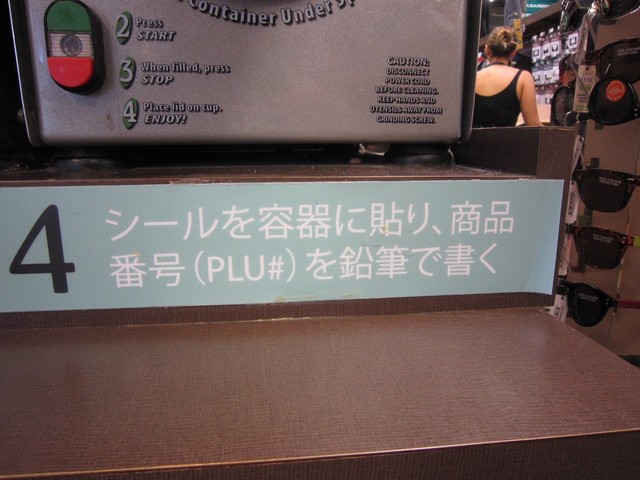 Container Under Sp
2 Press
START
3 When filled, press
STOP
4 Place lid on cup.
ENJOY!
CAUTION:
DISCONNECT
POWER CORD
BEFORE CLEANING.
KEEP HANDS AND
UTENSILS AWAY FROM
GRINDING SCREW.
4 シールを容器に貼り、商品
番号（PLU#）を鉛筆で書く